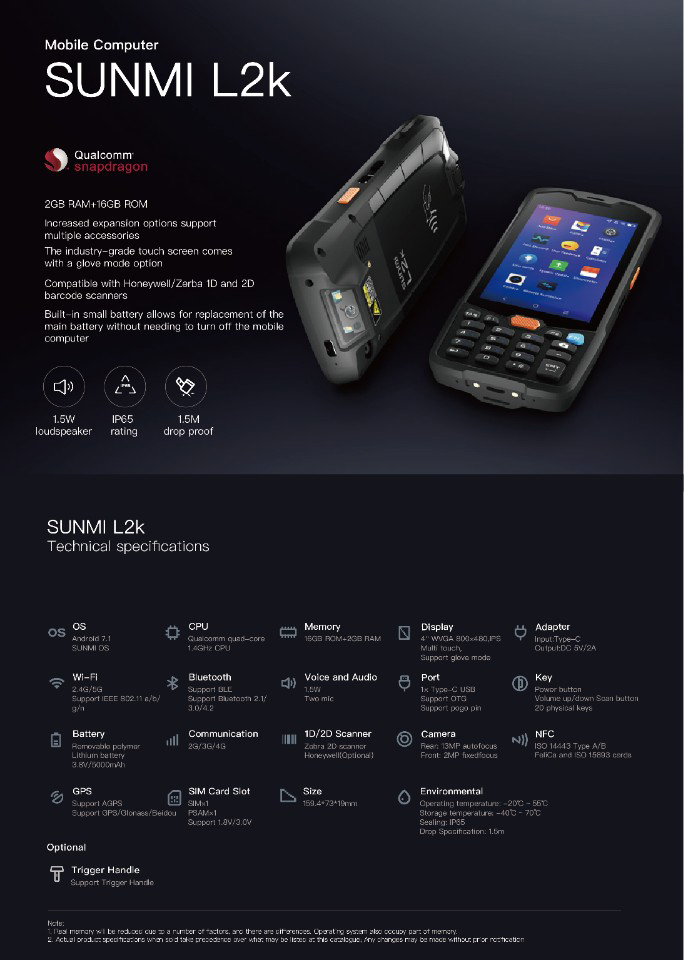 Mobile Computer
SUNMI L2k
Qualcomm
snapdragon
2GB RAM+16GB ROM
Increased expansion options support
multiple accessories
The industry-grade touch screen comes
with a glove mode option
Compatible with Honeywell/Zerba 1D and 2D
barcode scanners
Built-in small battery allows for replacement of the
main battery without needing to turn off the mobile
computer
1.5W
loudspeaker
IP65
rating
1.5M
drop proof
SUNMI L2k
Technical specifications
OS
OS
Android 7.1
SUNMI OS
CPU
Qualcomm quad-core
1.4GHz CPU
Memory
16GB ROM+2GB RAM
Display
4" WVGA 800×480,IPS
Multi touch,
Support glove mode
Adapter
Input:Type-C
Output:DC 5V/2A
Wi-Fi
2.4G/5G
Support IEEE 802.11 a/b/
g/n
Bluetooth
Support BLE
Support Bluetooth 2.1/
3.0/4.2
Voice and Audio
1.5W
Two mic
Port
1x Type-C USB
Support OTG
Support pogo pin
Key
Power button
Volume up/down Scan button
20 physical keys
Battery
Removable polymer
Lithium battery
3.8V/5000mAh
Communication
2G/3G/4G
1D/2D Scanner
Zebra 2D scanner
Honeywell(Optional)
Camera
Rear: 13MP autofocus
Front: 2MP fixedfocus
NFC
ISO 14443 Type A/B
FeliCa and ISO 15693 cards
GPS
Support AGPS
Support GPS/Glonass/Beidou
SIM Card Slot
SIM×1
PSAM×1
Support 1.8V/3.0V
Size
159.4*73*19mm
Environmental
Operating temperature: -20℃ - 55℃
Storage temperature: -40℃ - 70℃
Sealing: IP65
Drop Specification: 1.5m
Optional
Trigger Handle
Support Trigger Handle
Note:
1. Real memory will be reduced due to a number of factors, and there are differences. Operating system also occupy part of memory.
2. Actual product specifications when sold take precedence over what may be listed at this catalogue. Any changes may be made without prior notification